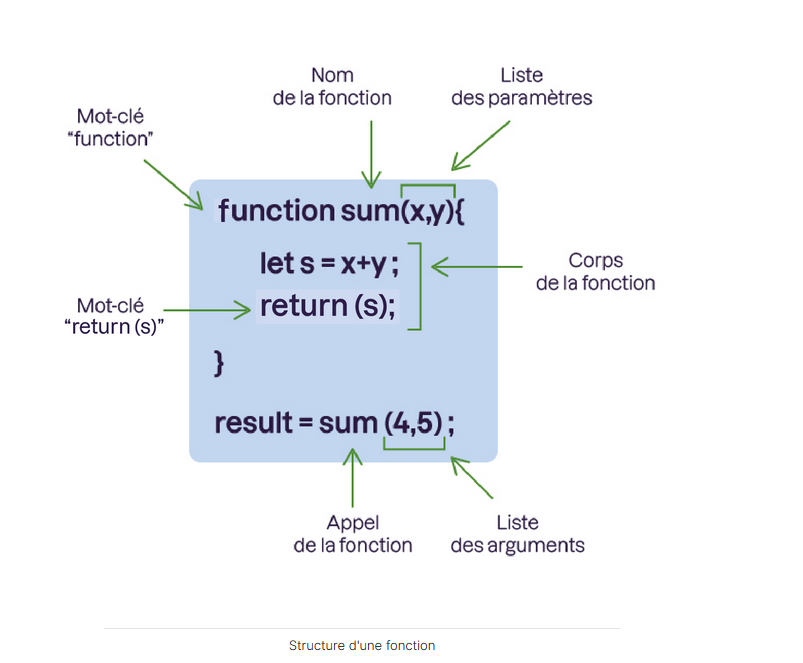 Nom
de la fonction
Liste
des paramètres
Mot-clé
“function”
function sum(x,y){
let s = x+y ;
Corps
de la fonction
Mot-clé
“return (s)”
return (s);
}
result = sum (4,5) ;
Appel
de la fonction
Liste
des arguments
Structure d'une fonction